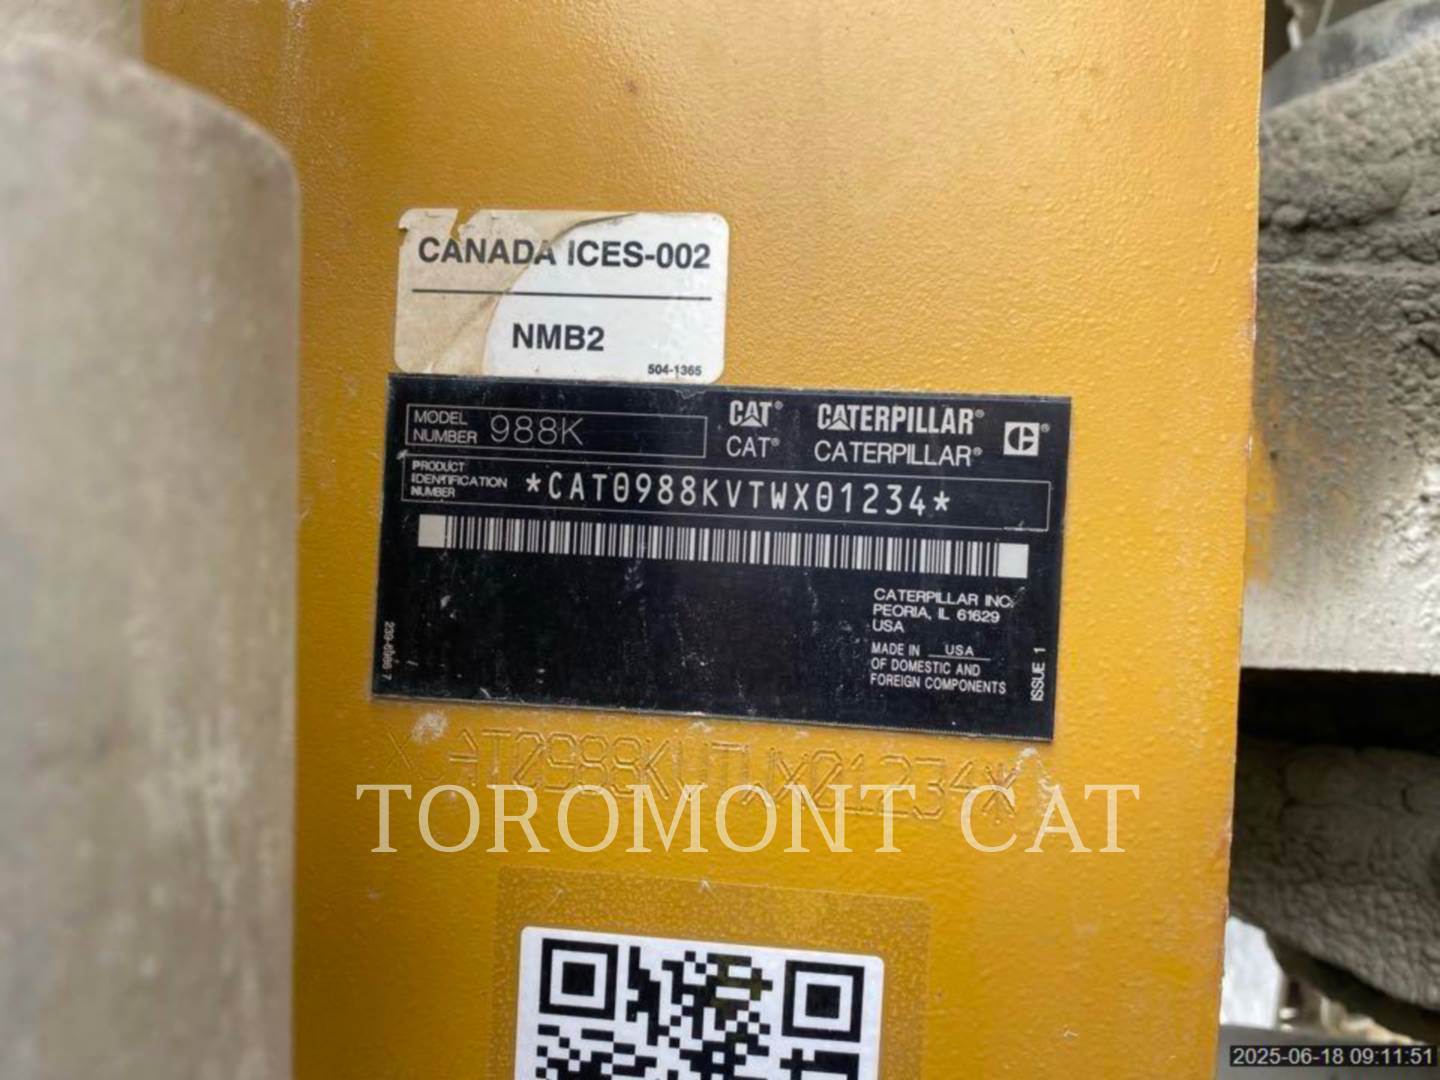 CANADA ICES-002
NMB2
504-1365
MODEL NUMBER 988K
CAT® CATERPILLAR®
CAT® CATERPILLAR®
PRODUCT IDENTIFICATION NUMBER *CAT0988KVTWX01234*
CATERPILLAR INC.
PEORIA, IL 61629
USA
MADE IN USA
OF DOMESTIC AND
FOREIGN COMPONENTS
ISSUE 1
CAT0988KVTWX01234*
TOROMONT CAT
2025-06-18 09:11:51